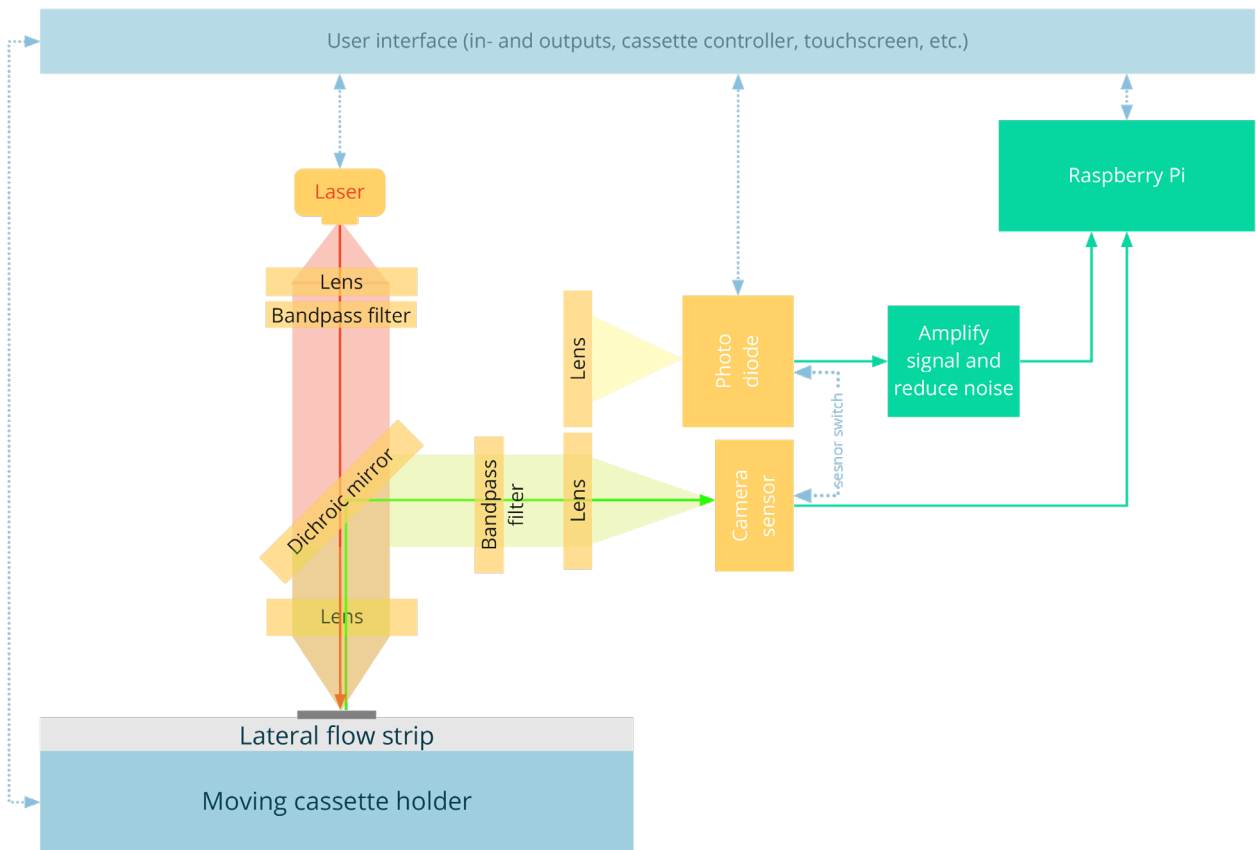 User interface (in- and outputs, cassette controller, touchscreen, etc.)
Raspberry Pi
Laser
Lens
Bandpass filter
Lens
Photo
diode
Amplify
signal and
reduce noise
sesnor switch
Dichroic mirror
Bandpass
filter
Lens
Camera
sensor
Lens
Lateral flow strip
Moving cassette holder